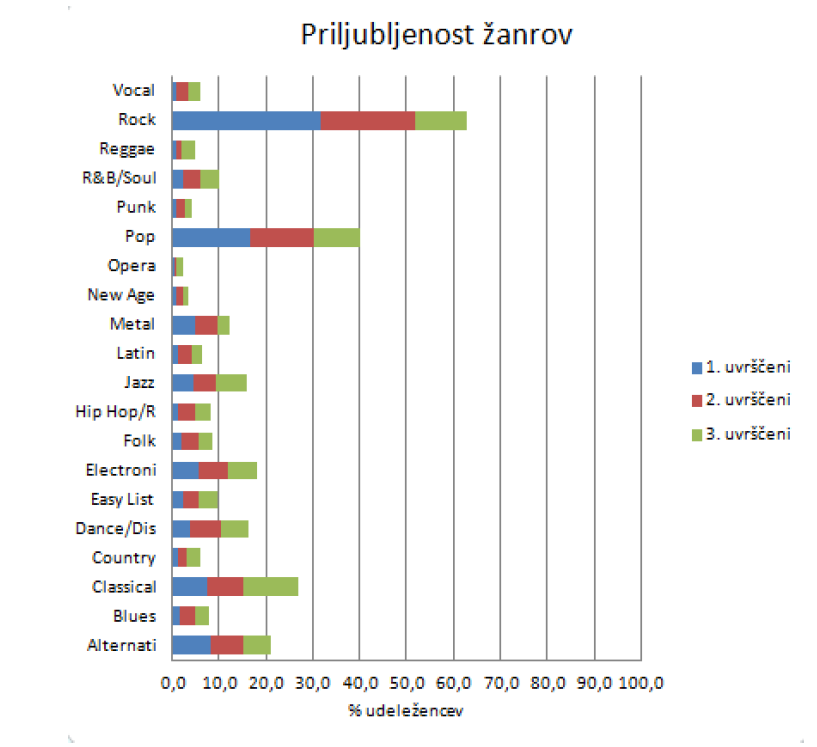 Priljubljenost žanrov
Vocal
Rock
Reggae
R&B/Soul
Punk
Pop
Opera
New Age
Metal
Latin
Jazz
Hip Hop/R
Folk
Electroni
Easy List
Dance/Dis
Country
Classical
Blues
Alternati
0,0 10,0 20,0 30,0 40,0 50,0 60,0 70,0 80,0 90,0 100,0
% udeležencev
1. uvrščeni
2. uvrščeni
3. uvrščeni